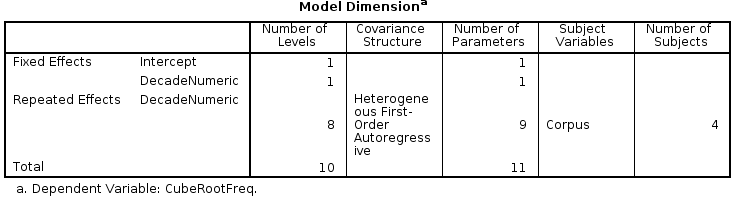 Model Dimensionᵃ
Number of Levels Covariance Structure Number of Parameters Subject Variables Number of Subjects
Fixed Effects Intercept 1 1
DecadeNumeric 1 1
Repeated Effects DecadeNumeric 8 Heterogeneous First-Order Autoregressive 9 Corpus 4
Total 10 11
a. Dependent Variable: CubeRootFreq.